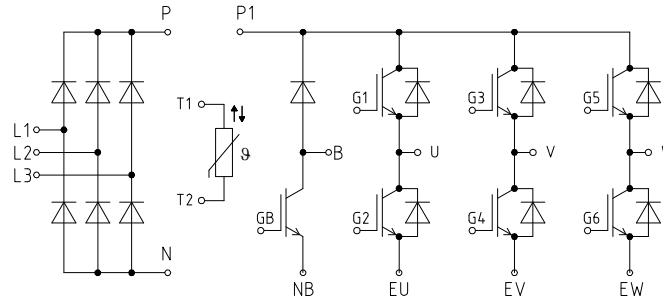 P P1
T1 G1 G3 G5
L1
L2 ϑ B U V
L3
T2 GB G2 G4 G6
N
NB EU EV EW